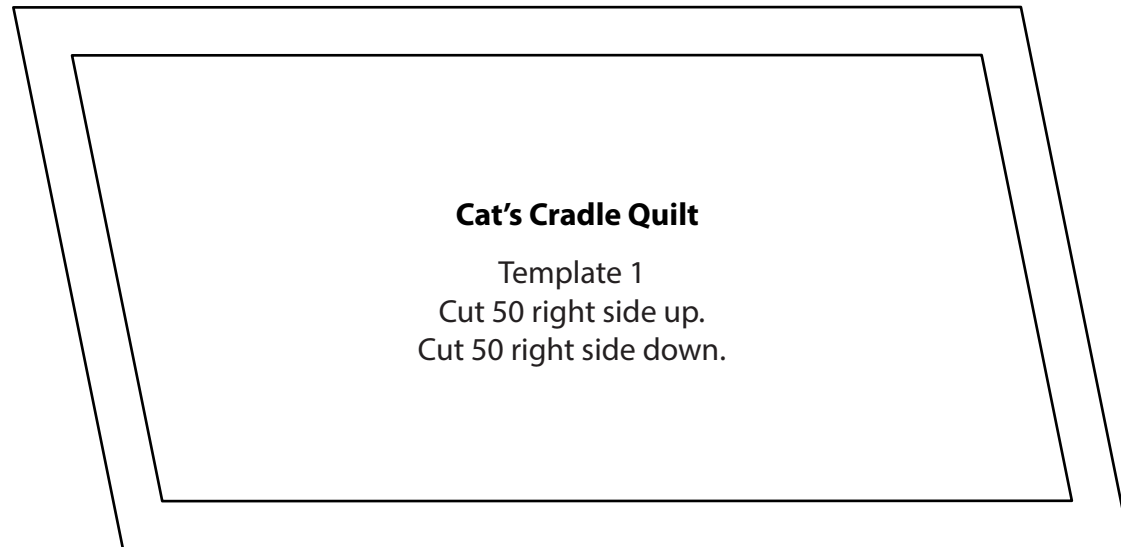 Cat’s Cradle Quilt
Template 1
Cut 50 right side up.
Cut 50 right side down.